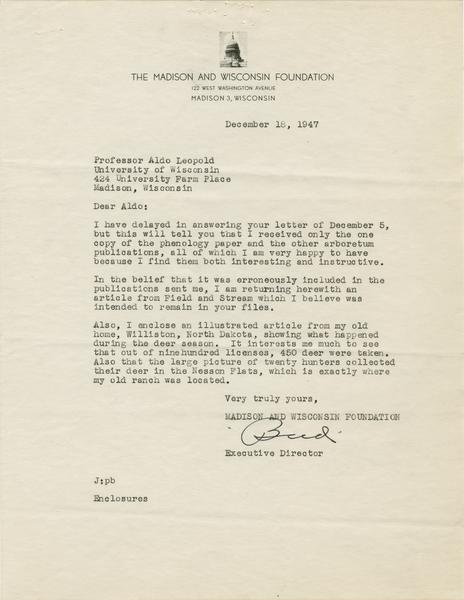 THE MADISON AND WISCONSIN FOUNDATION
122 WEST WASHINGTON AVENUE
MADISON 3, WISCONSIN
December 18, 1947
Professor Aldo Leopold
University of Wisconsin
424 University Farm Place
Madison, Wisconsin
Dear Aldo:
I have delayed in answering your letter of December 5,
but this will tell you that I received only the one
copy of the phenology paper and the other arboretum
publications, all of which I am very happy to have
because I find them both interesting and instructive.
In the belief that it was erroneously included in the
publications sent me, I am returning herewith an
article from Field and Stream which I believe was
intended to remain in your files.
Also, I enclose an illustrated article from my old
home, Williston, North Dakota, showing what happened
during the deer season. It interests me much to see
that out of ninehundred licenses, 450 deer were taken.
Also that the large picture of twenty hunters collected
their deer in the Nesson Flats, which is exactly where
my old ranch was located.
Very truly yours,
MADISON AND WISCONSIN FOUNDATION
"Bud"
Executive Director
J:pb
Enclosures